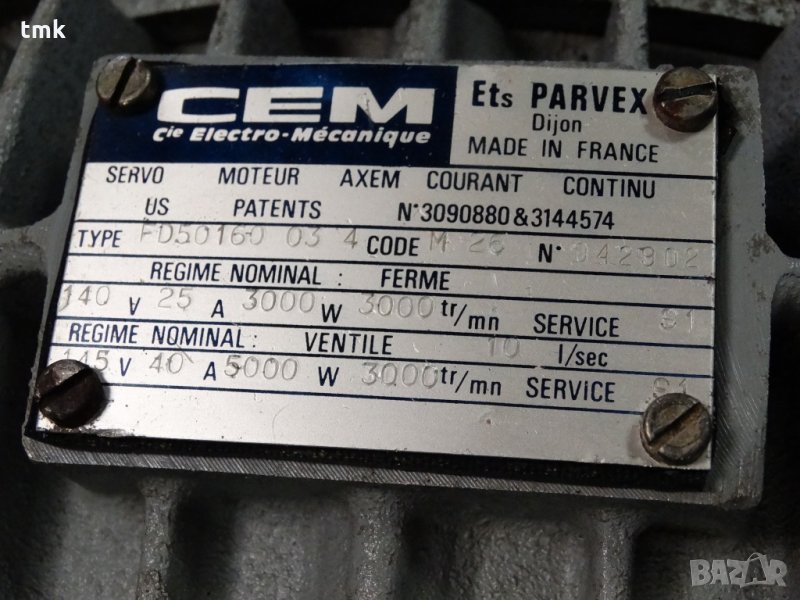 tmk
CEM
Cie Electro-Mécanique
Ets PARVEX
Dijon
MADE IN FRANCE
SERVO MOTEUR AXEM COURANT CONTINU
US PATENTS N°3090880 & 3144574
TYPE FD50160 03 4 CODE M 26 N° 042902
REGIME NOMINAL : FERME
140 V 25 A 3000 W 3000 tr/mn SERVICE S1
REGIME NOMINAL : VENTILE 10 l/sec
145 V 40 A 5000 W 3000 tr/mn SERVICE S1
BAZAR